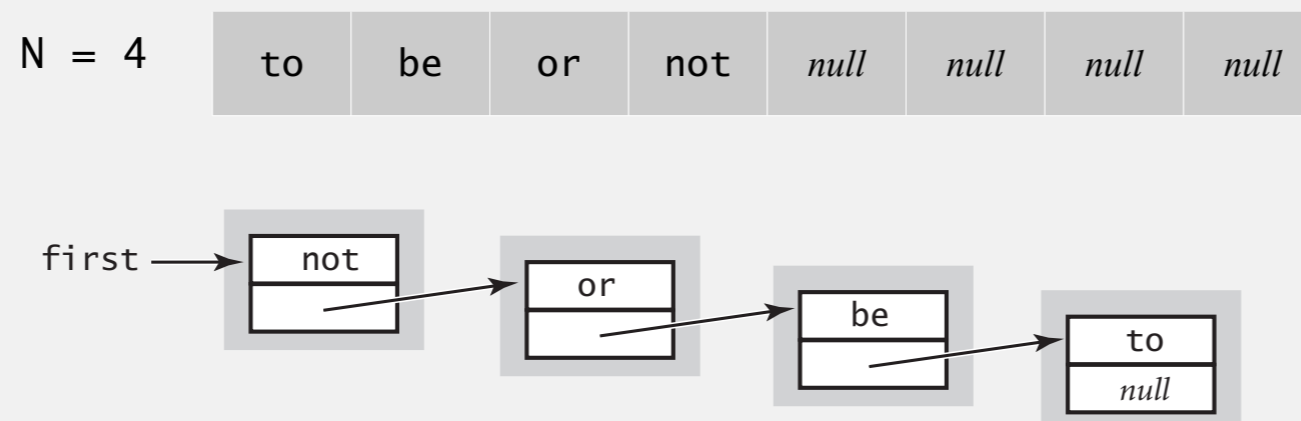 N = 4 to be or not null null null null
first not or be to
null